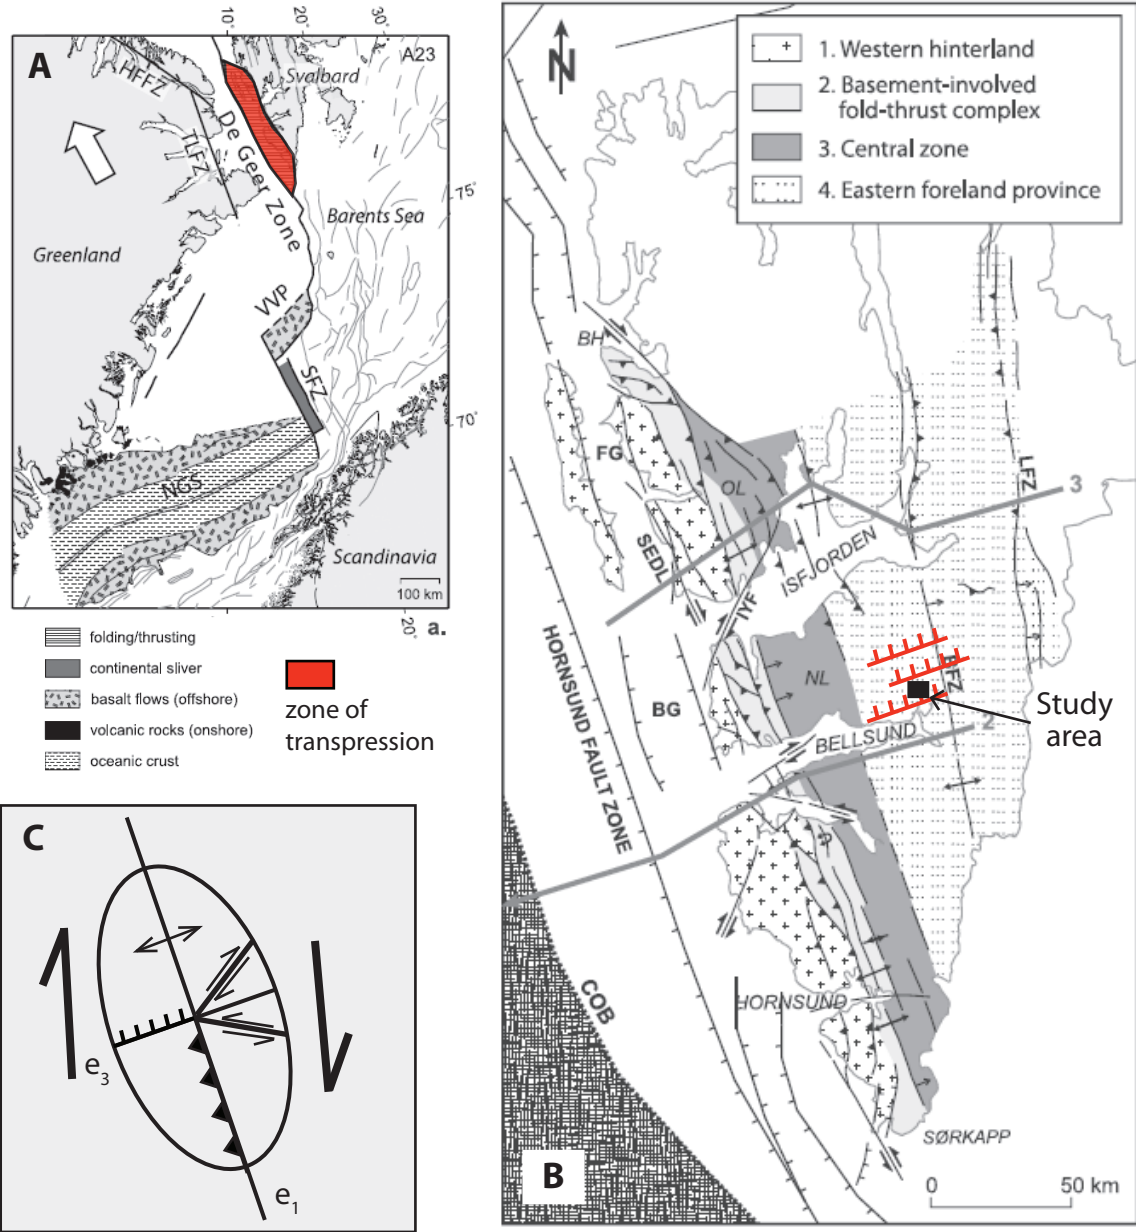 10°
20°
30°
A
A23
HFFZ
Svalbard
TLFZ
De Geer Zone
75°
Barents Sea
Greenland
VVP
SFZ
70°
NGS
Scandinavia
100 km
20°
a.
folding/thrusting
continental sliver
basalt flows (offshore)
volcanic rocks (onshore)
oceanic crust
zone of
transpression
C
e3
e1
N
1. Western hinterland
2. Basement-involved
fold-thrust complex
3. Central zone
4. Eastern foreland province
BH
FG
OL
LFZ
3
SEDL
ISFJORDEN
IYF
HORNSUND FAULT ZONE
NL
BFZ
BG
Study
area
BELLSUND
2
?
COB
HORNSUND
SØRKAPP
B
0
50 km